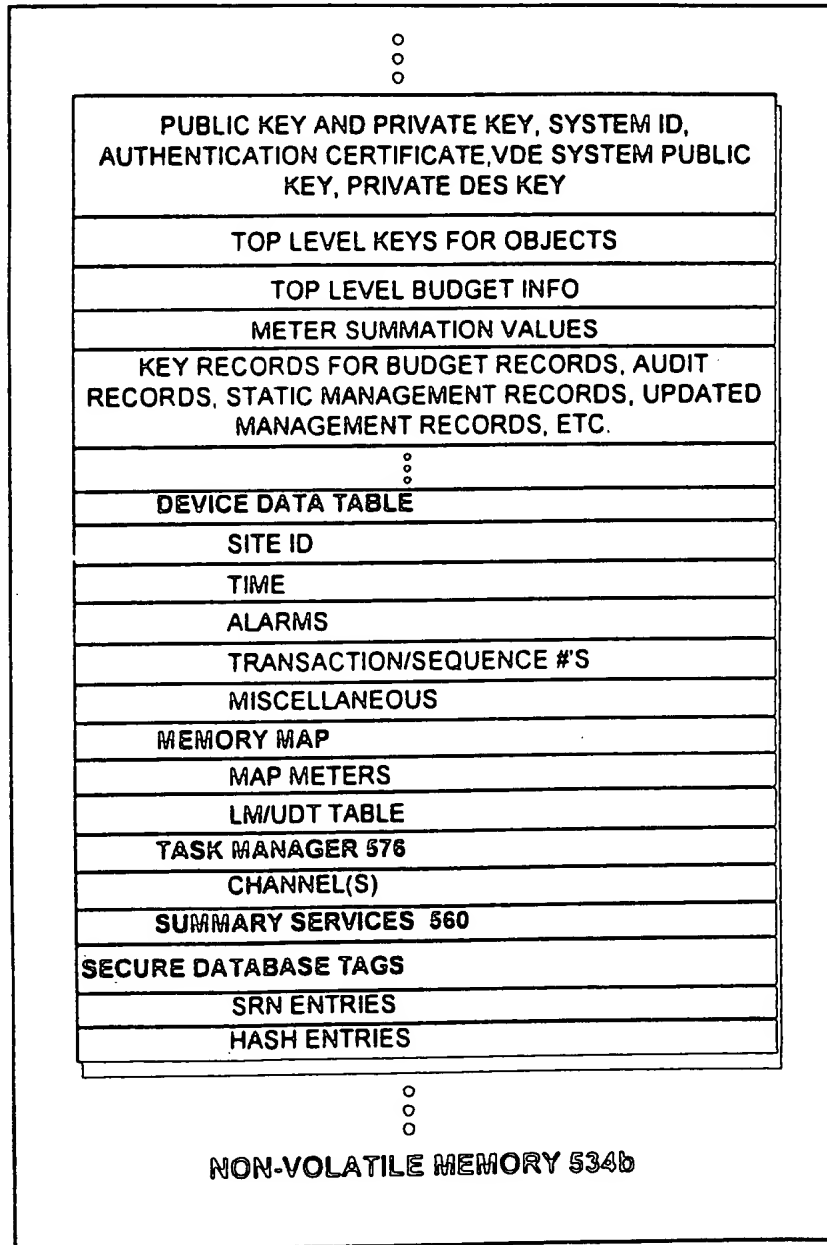 PUBLIC KEY AND PRIVATE KEY, SYSTEM ID,
AUTHENTICATION CERTIFICATE,VDE SYSTEM PUBLIC
KEY, PRIVATE DES KEY
TOP LEVEL KEYS FOR OBJECTS
TOP LEVEL BUDGET INFO
METER SUMMATION VALUES
KEY RECORDS FOR BUDGET RECORDS, AUDIT
RECORDS, STATIC MANAGEMENT RECORDS, UPDATED
MANAGEMENT RECORDS, ETC.
DEVICE DATA TABLE
SITE ID
TIME
ALARMS
TRANSACTION/SEQUENCE #'S
MISCELLANEOUS
MEMORY MAP
MAP METERS
LM/UDT TABLE
TASK MANAGER 576
CHANNEL(S)
SUMMARY SERVICES 560
SECURE DATABASE TAGS
SRN ENTRIES
HASH ENTRIES
NON-VOLATILE MEMORY 534b